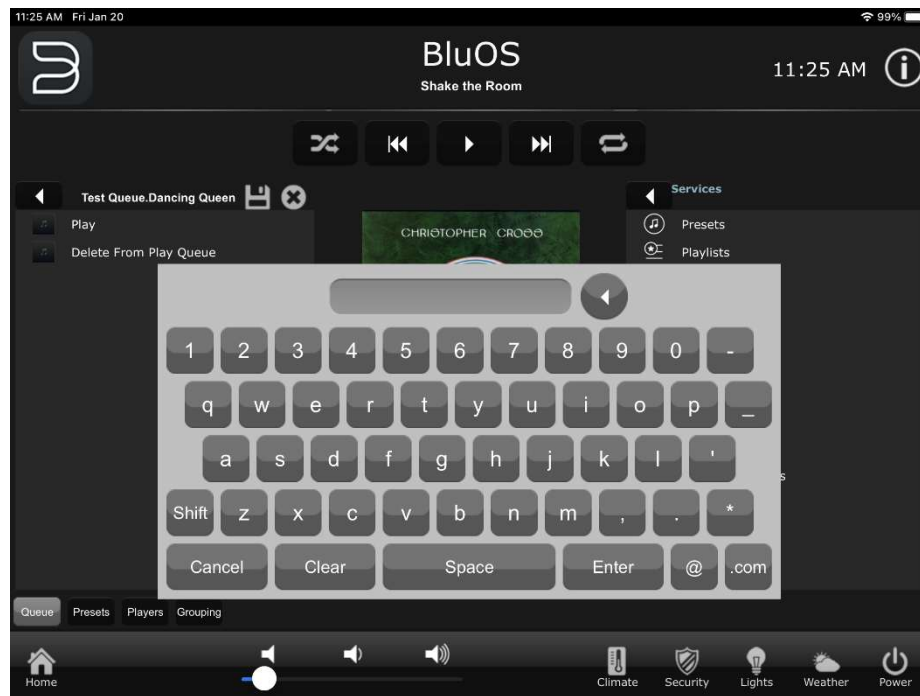 11:25 AM Fri Jan 20
99%
BluOS
Shake the Room
11:25 AM
Test Queue.Dancing Queen
Play
Delete From Play Queue
CHRISTOPHER CROSS
Services
Presets
Playlists
1 2 3 4 5 6 7 8 9 0 -
q w e r t y u i o p _
a s d f g h j k l '
Shift z x c v b n m , . *
Cancel Clear Space Enter @ .com
s
Queue Presets Players Grouping
Home
Climate Security Lights Weather Power